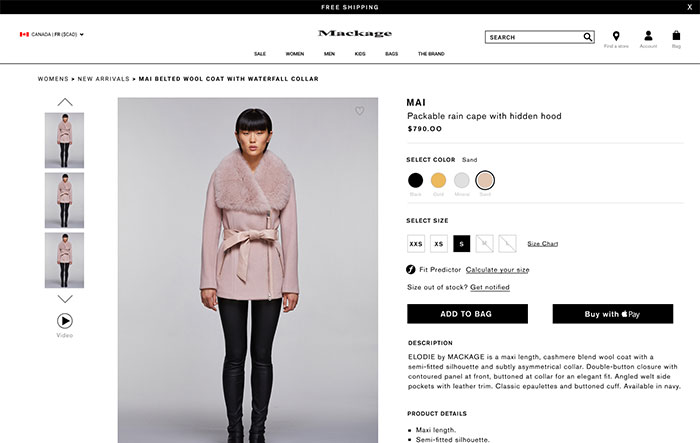 FREE SHIPPING X
CANADA | FR ($CAD)
Mackage
SEARCH
Find a store Account Bag
SALE WOMEN MEN KIDS BAGS THE BRAND
WOMENS > NEW ARRIVALS > MAI BELTED WOOL COAT WITH WATERFALL COLLAR
MAI
Packable rain cape with hidden hood
$790.00
SELECT COLOR Sand
Black Gold Mineral Sand
SELECT SIZE
XXS XS S M L Size Chart
Fit Predictor Calculate your size
Size out of stock? Get notified
ADD TO BAG Buy with Pay
Video
DESCRIPTION
ELODIE by MACKAGE is a maxi length, cashmere blend wool coat with a
semi-fitted silhouette and subtly asymmetrical collar. Double-button closure with
contoured panel at front, buttoned at collar for an elegant fit. Angled welt side
pockets with leather trim. Classic epaulettes and buttoned cuff. Available in navy.
PRODUCT DETAILS
Maxi length.
Semi-fitted silhouette.